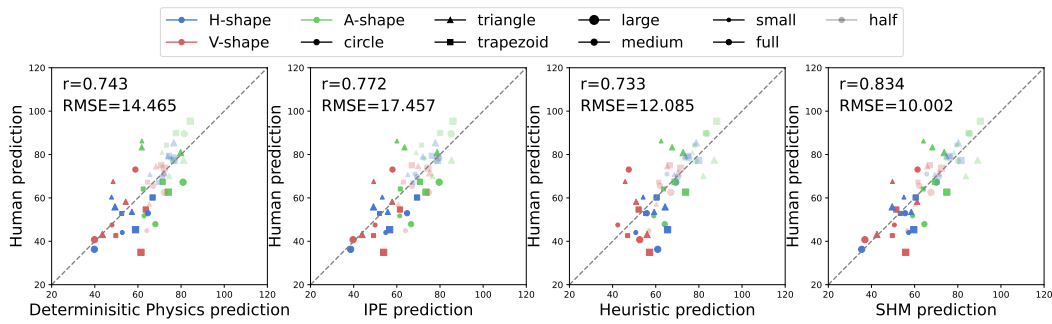 H-shape A-shape triangle large small half
V-shape circle trapezoid medium full
120 120 120 120
r=0.743 r=0.772 r=0.733 r=0.834
RMSE=14.465 RMSE=17.457 RMSE=12.085 RMSE=10.002
100 100 100 100
80 80 80 80
60 60 60 60
40 40 40 40
20 20 20 20
Human prediction Human prediction Human prediction Human prediction
20 40 60 80 100 120 20 40 60 80 100 120 20 40 60 80 100 120 20 40 60 80 100 120
Determinisitic Physics prediction IPE prediction Heuristic prediction SHM prediction